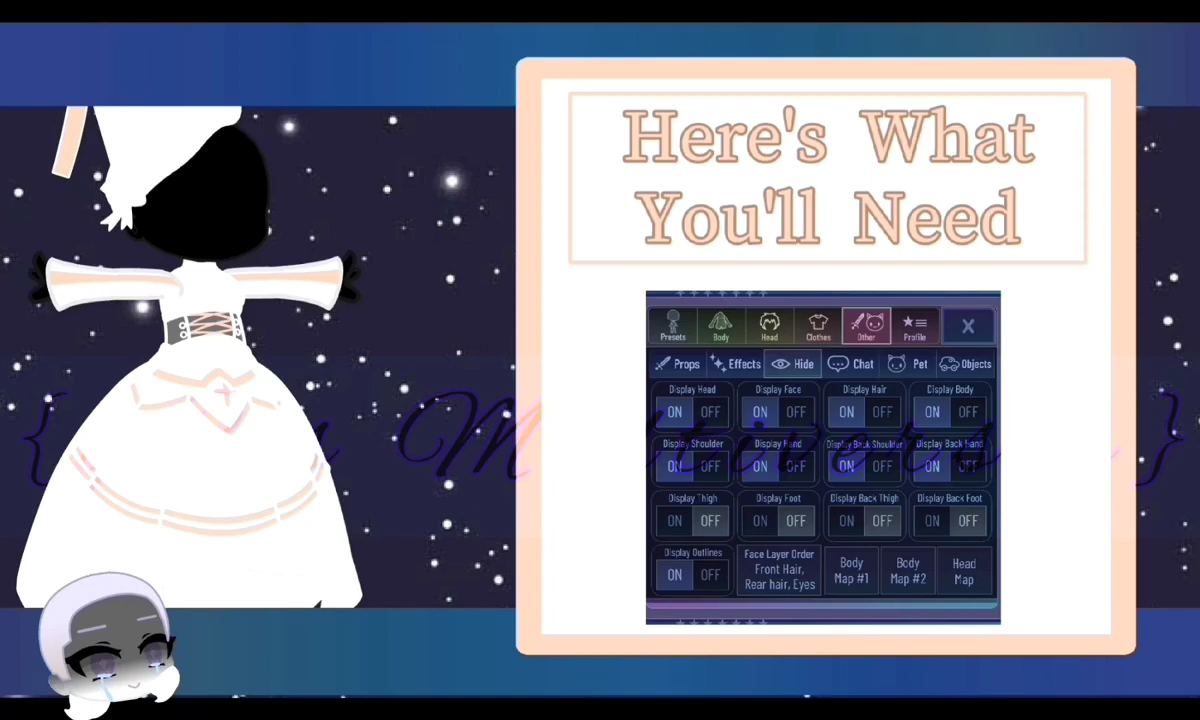 Here's What
You'll Need
Presets Body Head Clothes Other Profile X
Props Effects Hide Chat Pet Objects
Display Head Display Face Display Hair Display Body
ON OFF ON OFF ON OFF ON OFF
Display Shoulder Display Hand Display Back Shoulder Display Back Hand
ON OFF ON OFF ON OFF ON OFF
Display Thigh Display Foot Display Back Thigh Display Back Foot
ON OFF ON OFF ON OFF ON OFF
Display Outlines Face Layer Order Body Body Head
ON OFF Front Hair, Map #1 Map #2 Map
Rear hair, Eyes